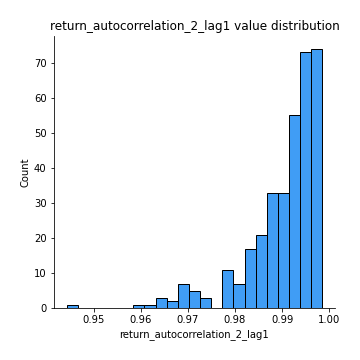 return_autocorrelation_2_lag1 value distribution
Count
70
60
50
40
30
20
10
0
0.95 0.96 0.97 0.98 0.99 1.00
return_autocorrelation_2_lag1